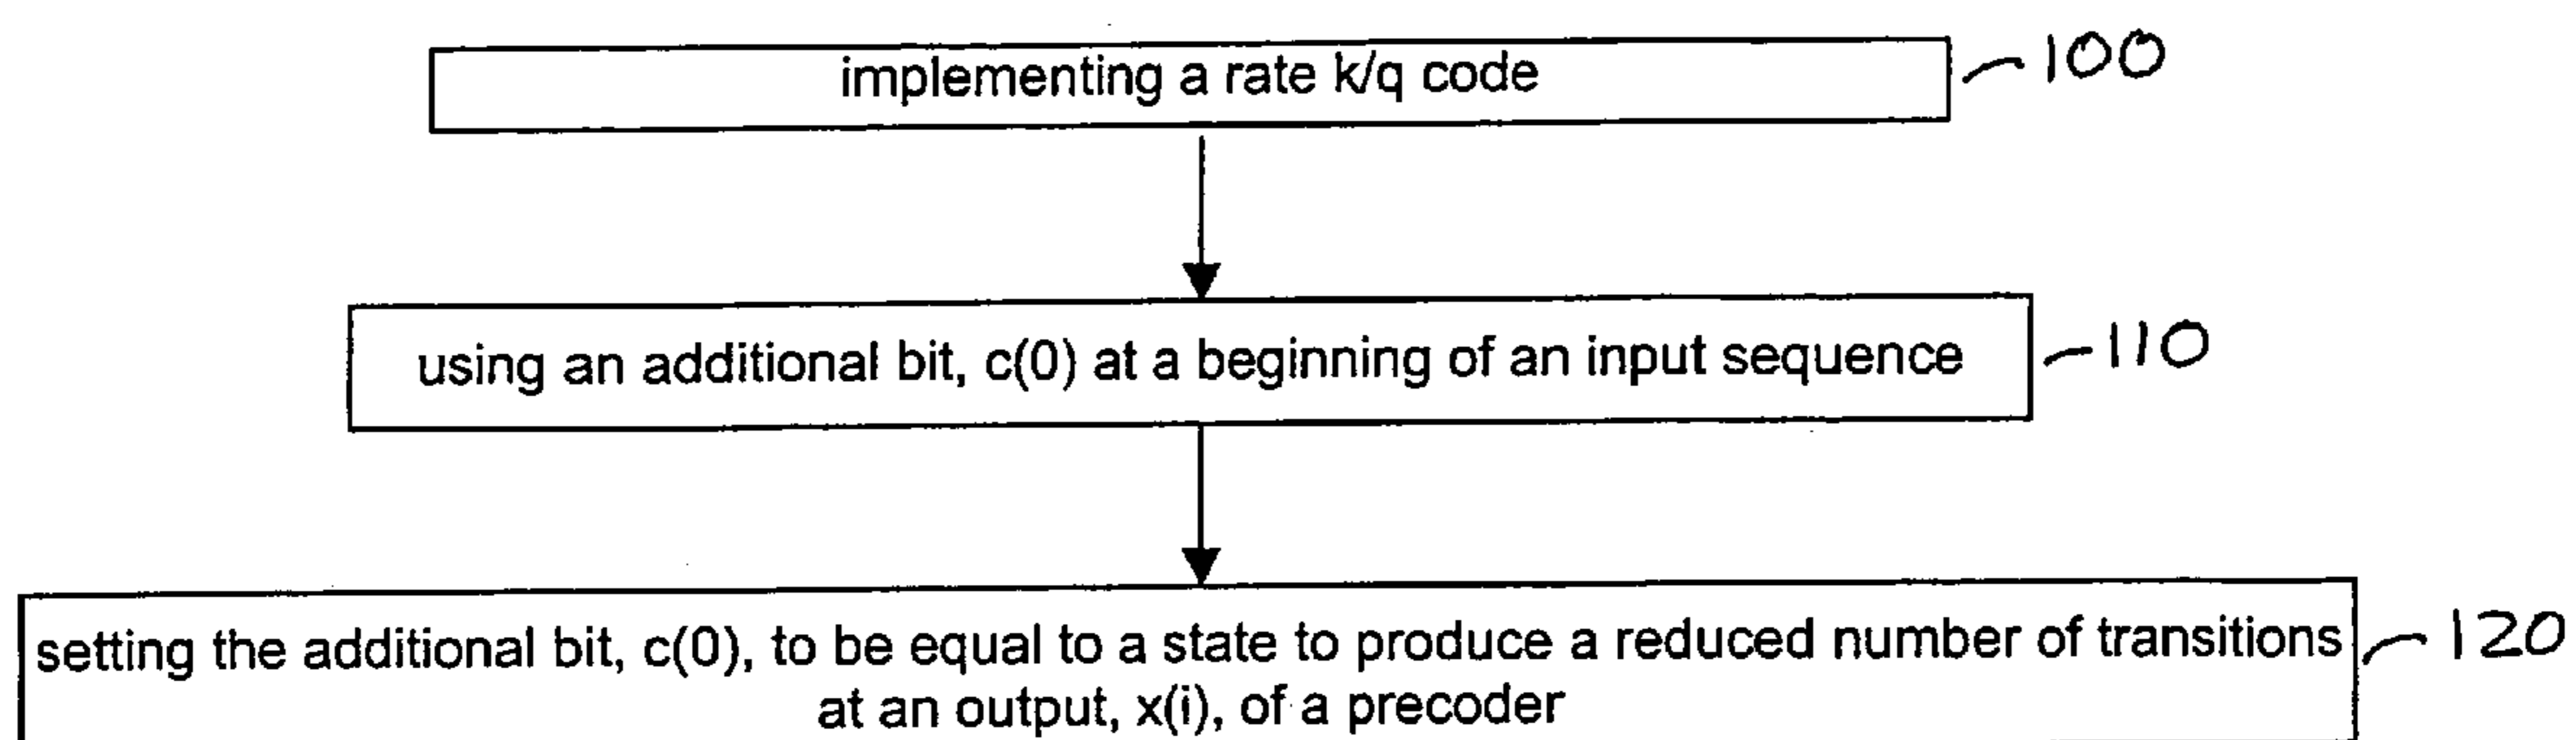 implementing a rate k/q code
100
using an additional bit, c(0) at a beginning of an input sequence
110
setting the additional bit, c(0), to be equal to a state to produce a reduced number of transitions
at an output, x(i), of a precoder
120